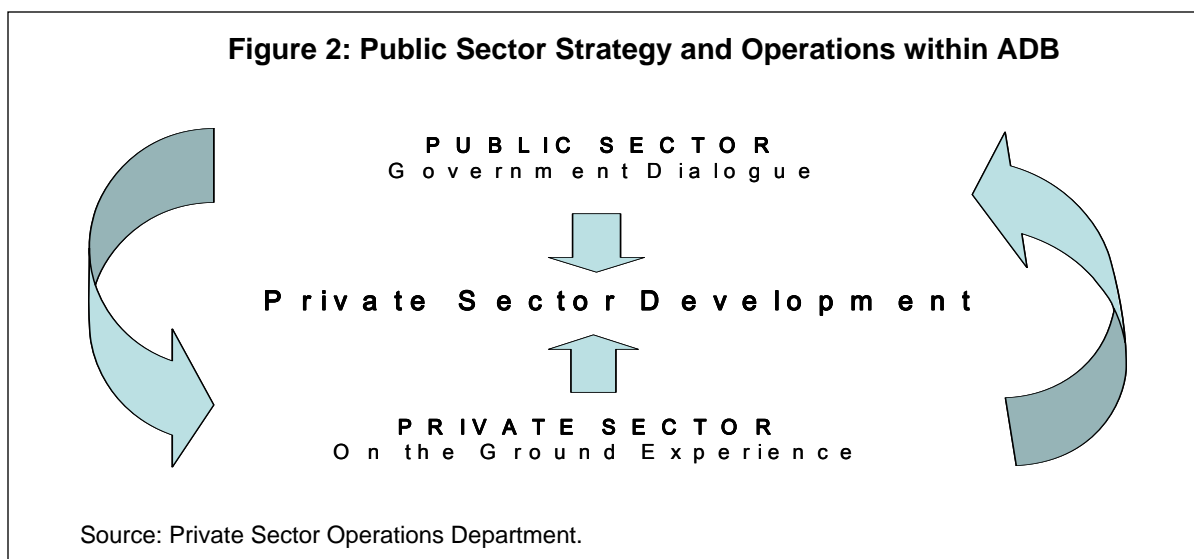 Figure 2: Public Sector Strategy and Operations within ADB
PUBLIC SECTOR
Government Dialogue
Private Sector Development
PRIVATE SECTOR
On the Ground Experience
Source: Private Sector Operations Department.